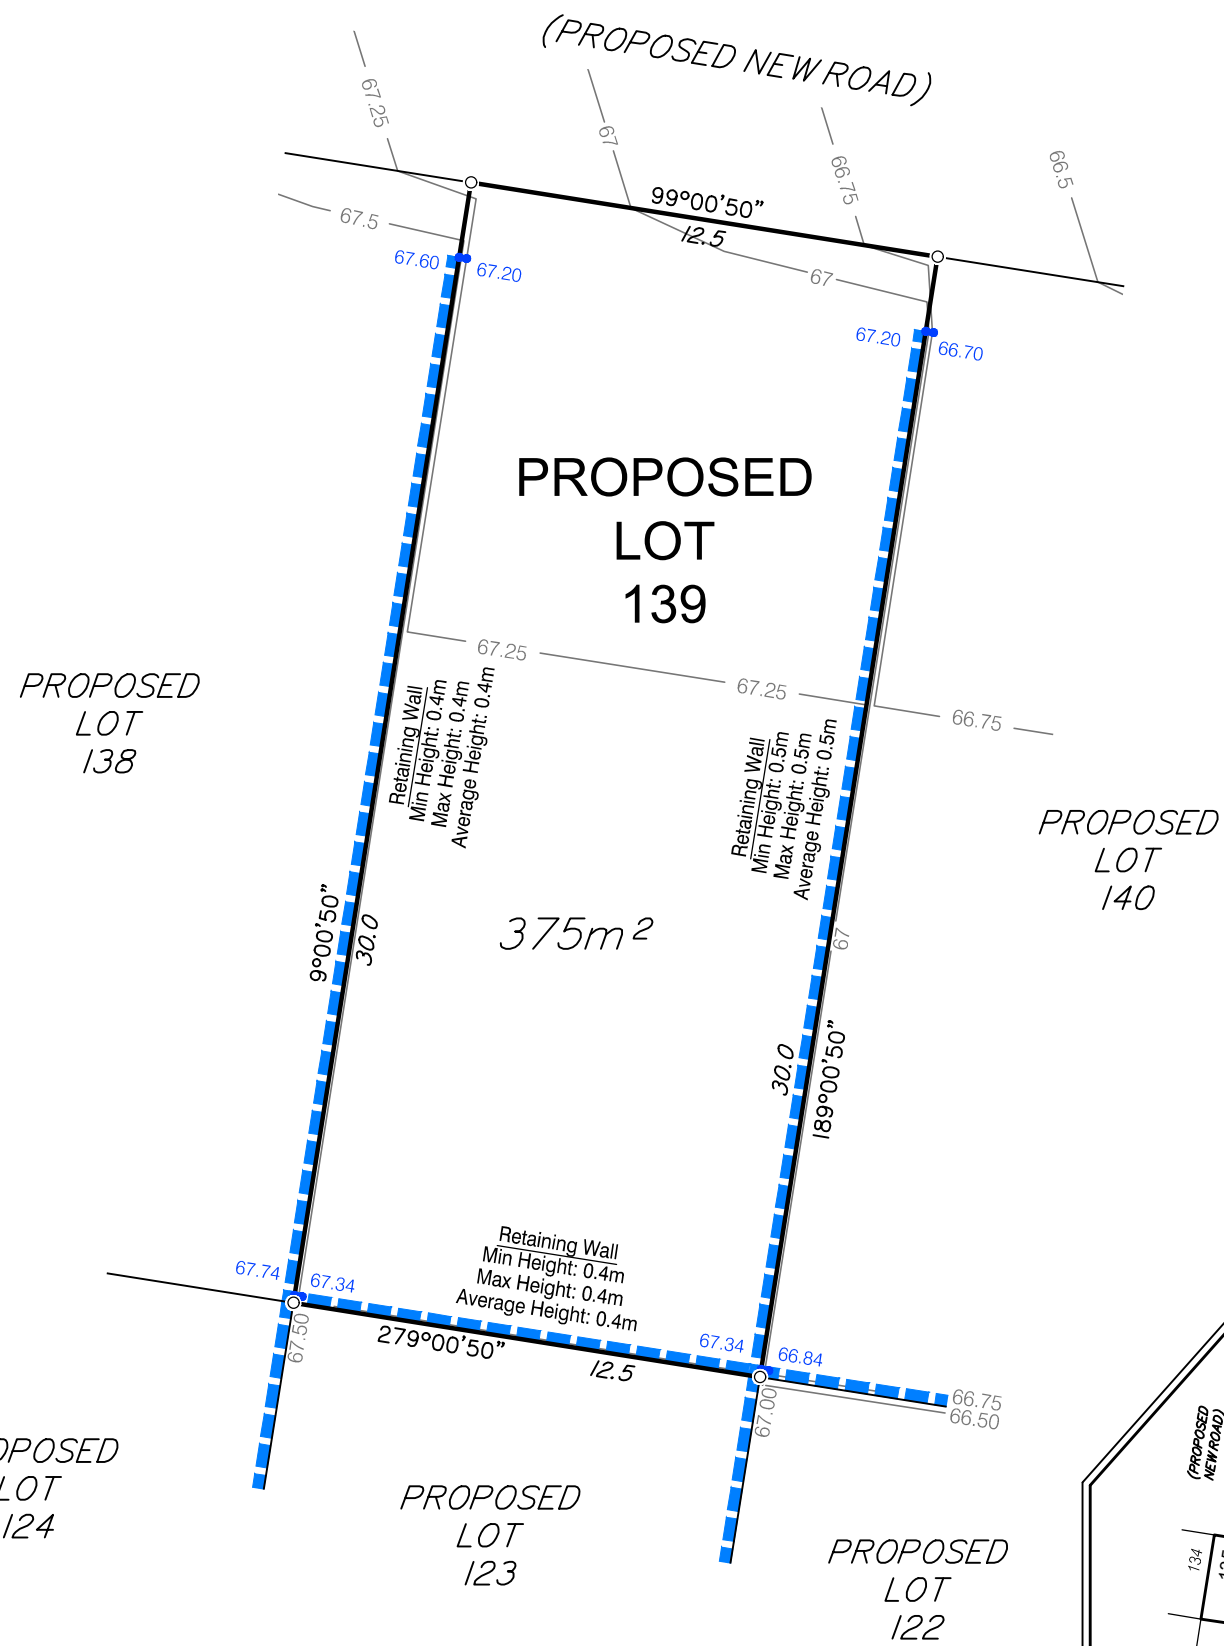 (PROPOSED NEW ROAD)
67.25
67
66.75
66.5
99°00'50"
12.5
67.5
67.60
67.20
67
67.20
66.70
PROPOSED
LOT
139
67.25
67.25
66.75
PROPOSED
LOT
138
Retaining Wall
Min Height: 0.4m
Max Height: 0.4m
Average Height: 0.4m
Retaining Wall
Min Height: 0.5m
Max Height: 0.5m
Average Height: 0.5m
PROPOSED
LOT
140
375m²
9°00'50"
30.0
67
30.0
189°00'50"
Retaining Wall
Min Height: 0.4m
Max Height: 0.4m
Average Height: 0.4m
67.74
67.34
67.50
279°00'50"
12.5
67.34
66.84
67.00
66.75
66.50
OPOSED
LOT
124
PROPOSED
LOT
123
PROPOSED
LOT
122
(PROPOSED
NEW ROAD)
134